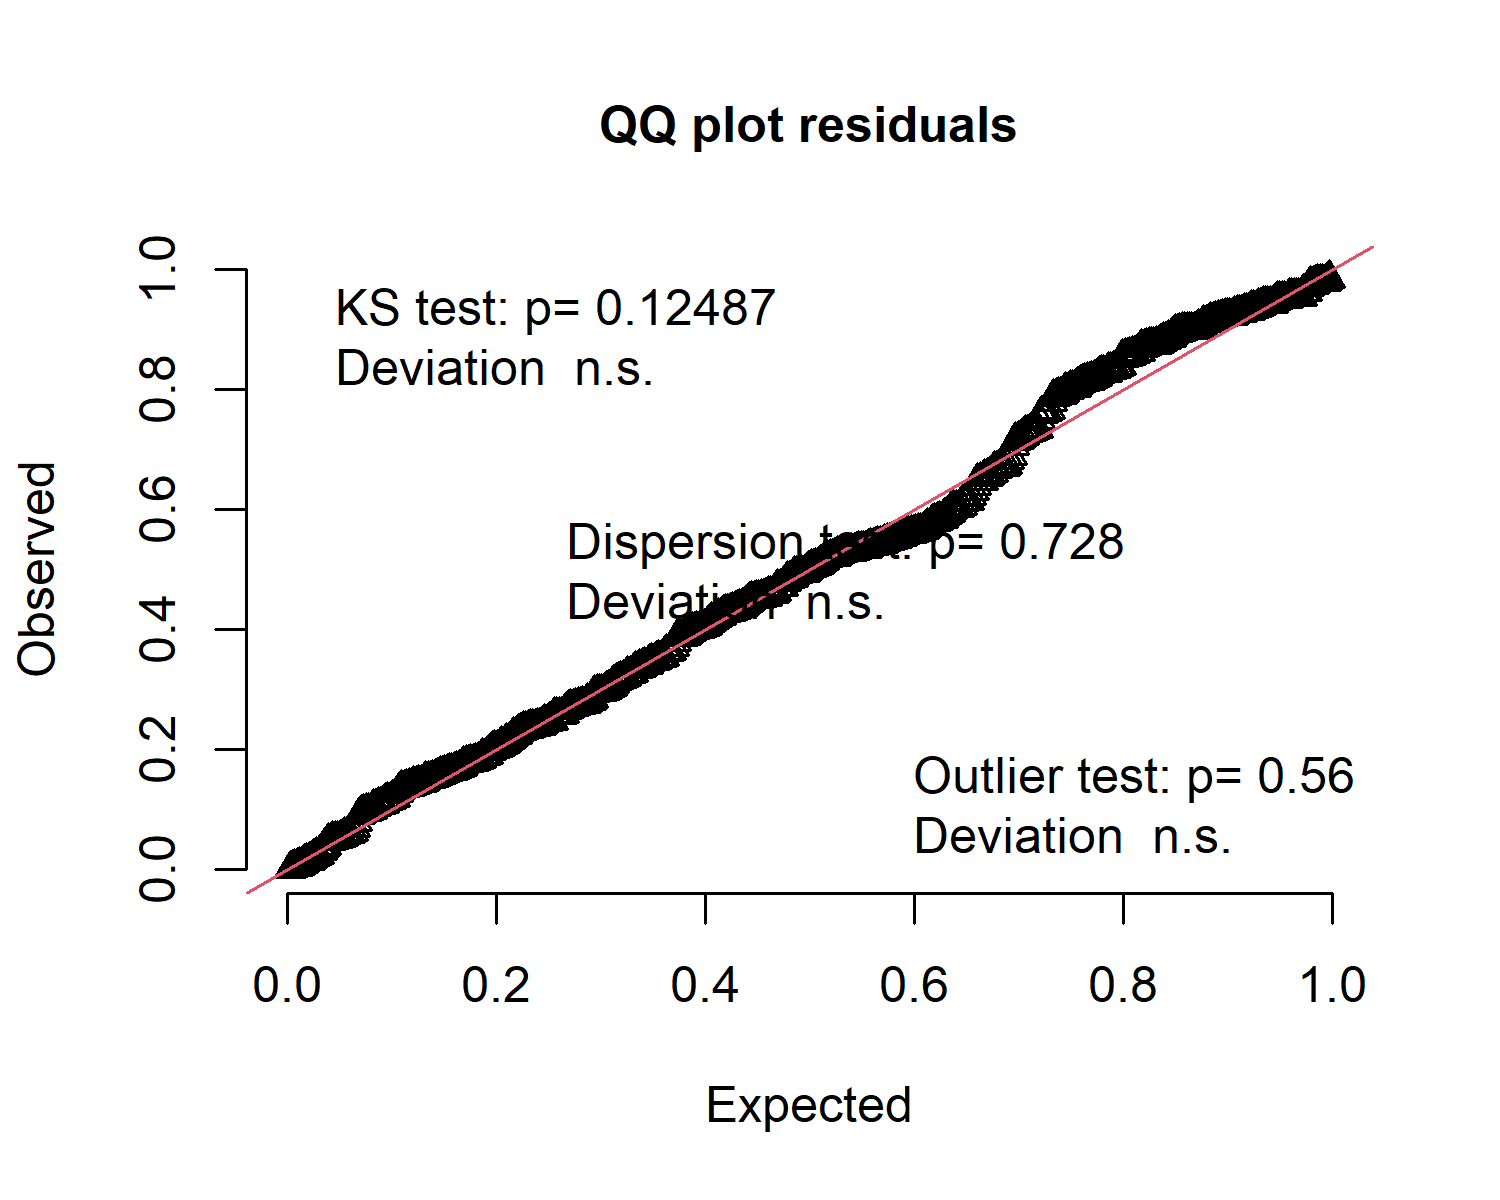 QQ plot residuals
KS test: p= 0.12487
Deviation n.s.
Dispersion test: p= 0.728
Deviation n.s.
Outlier test: p= 0.56
Deviation n.s.
Observed
0.0 0.2 0.4 0.6 0.8 1.0
0.0 0.2 0.4 0.6 0.8 1.0
Expected